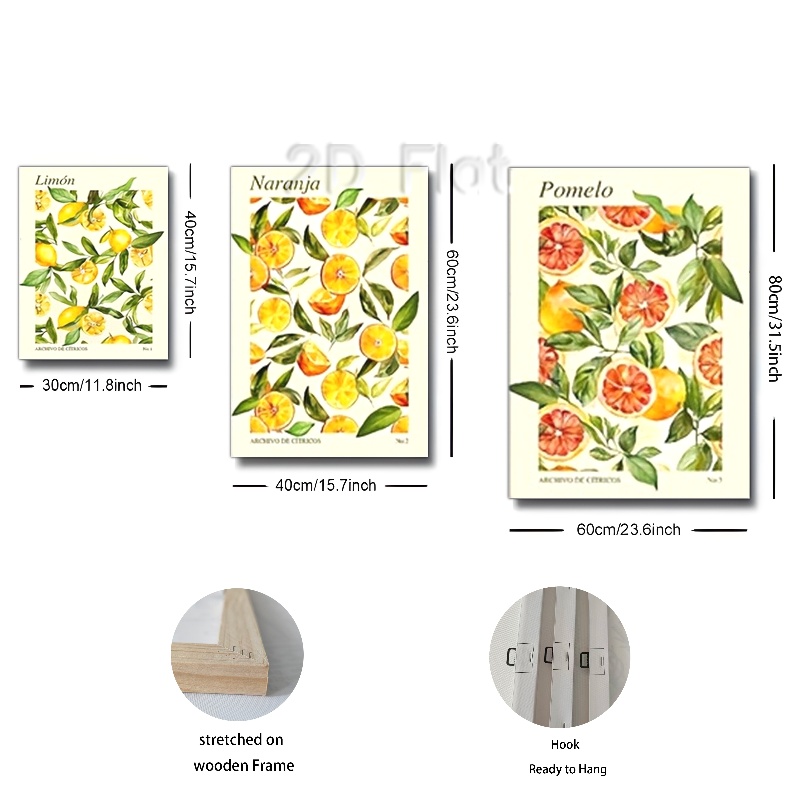 2D Flat
Limón
ARCHIVO DE CÍTRICOS No. 1
40cm/15.7inch
30cm/11.8inch
Naranja
ARCHIVO DE CÍTRICOS No. 2
60cm/23.6inch
40cm/15.7inch
Pomelo
ARCHIVO DE CÍTRICOS No. 3
80cm/31.5inch
60cm/23.6inch
stretched on
wooden Frame
Hook
Ready to Hang